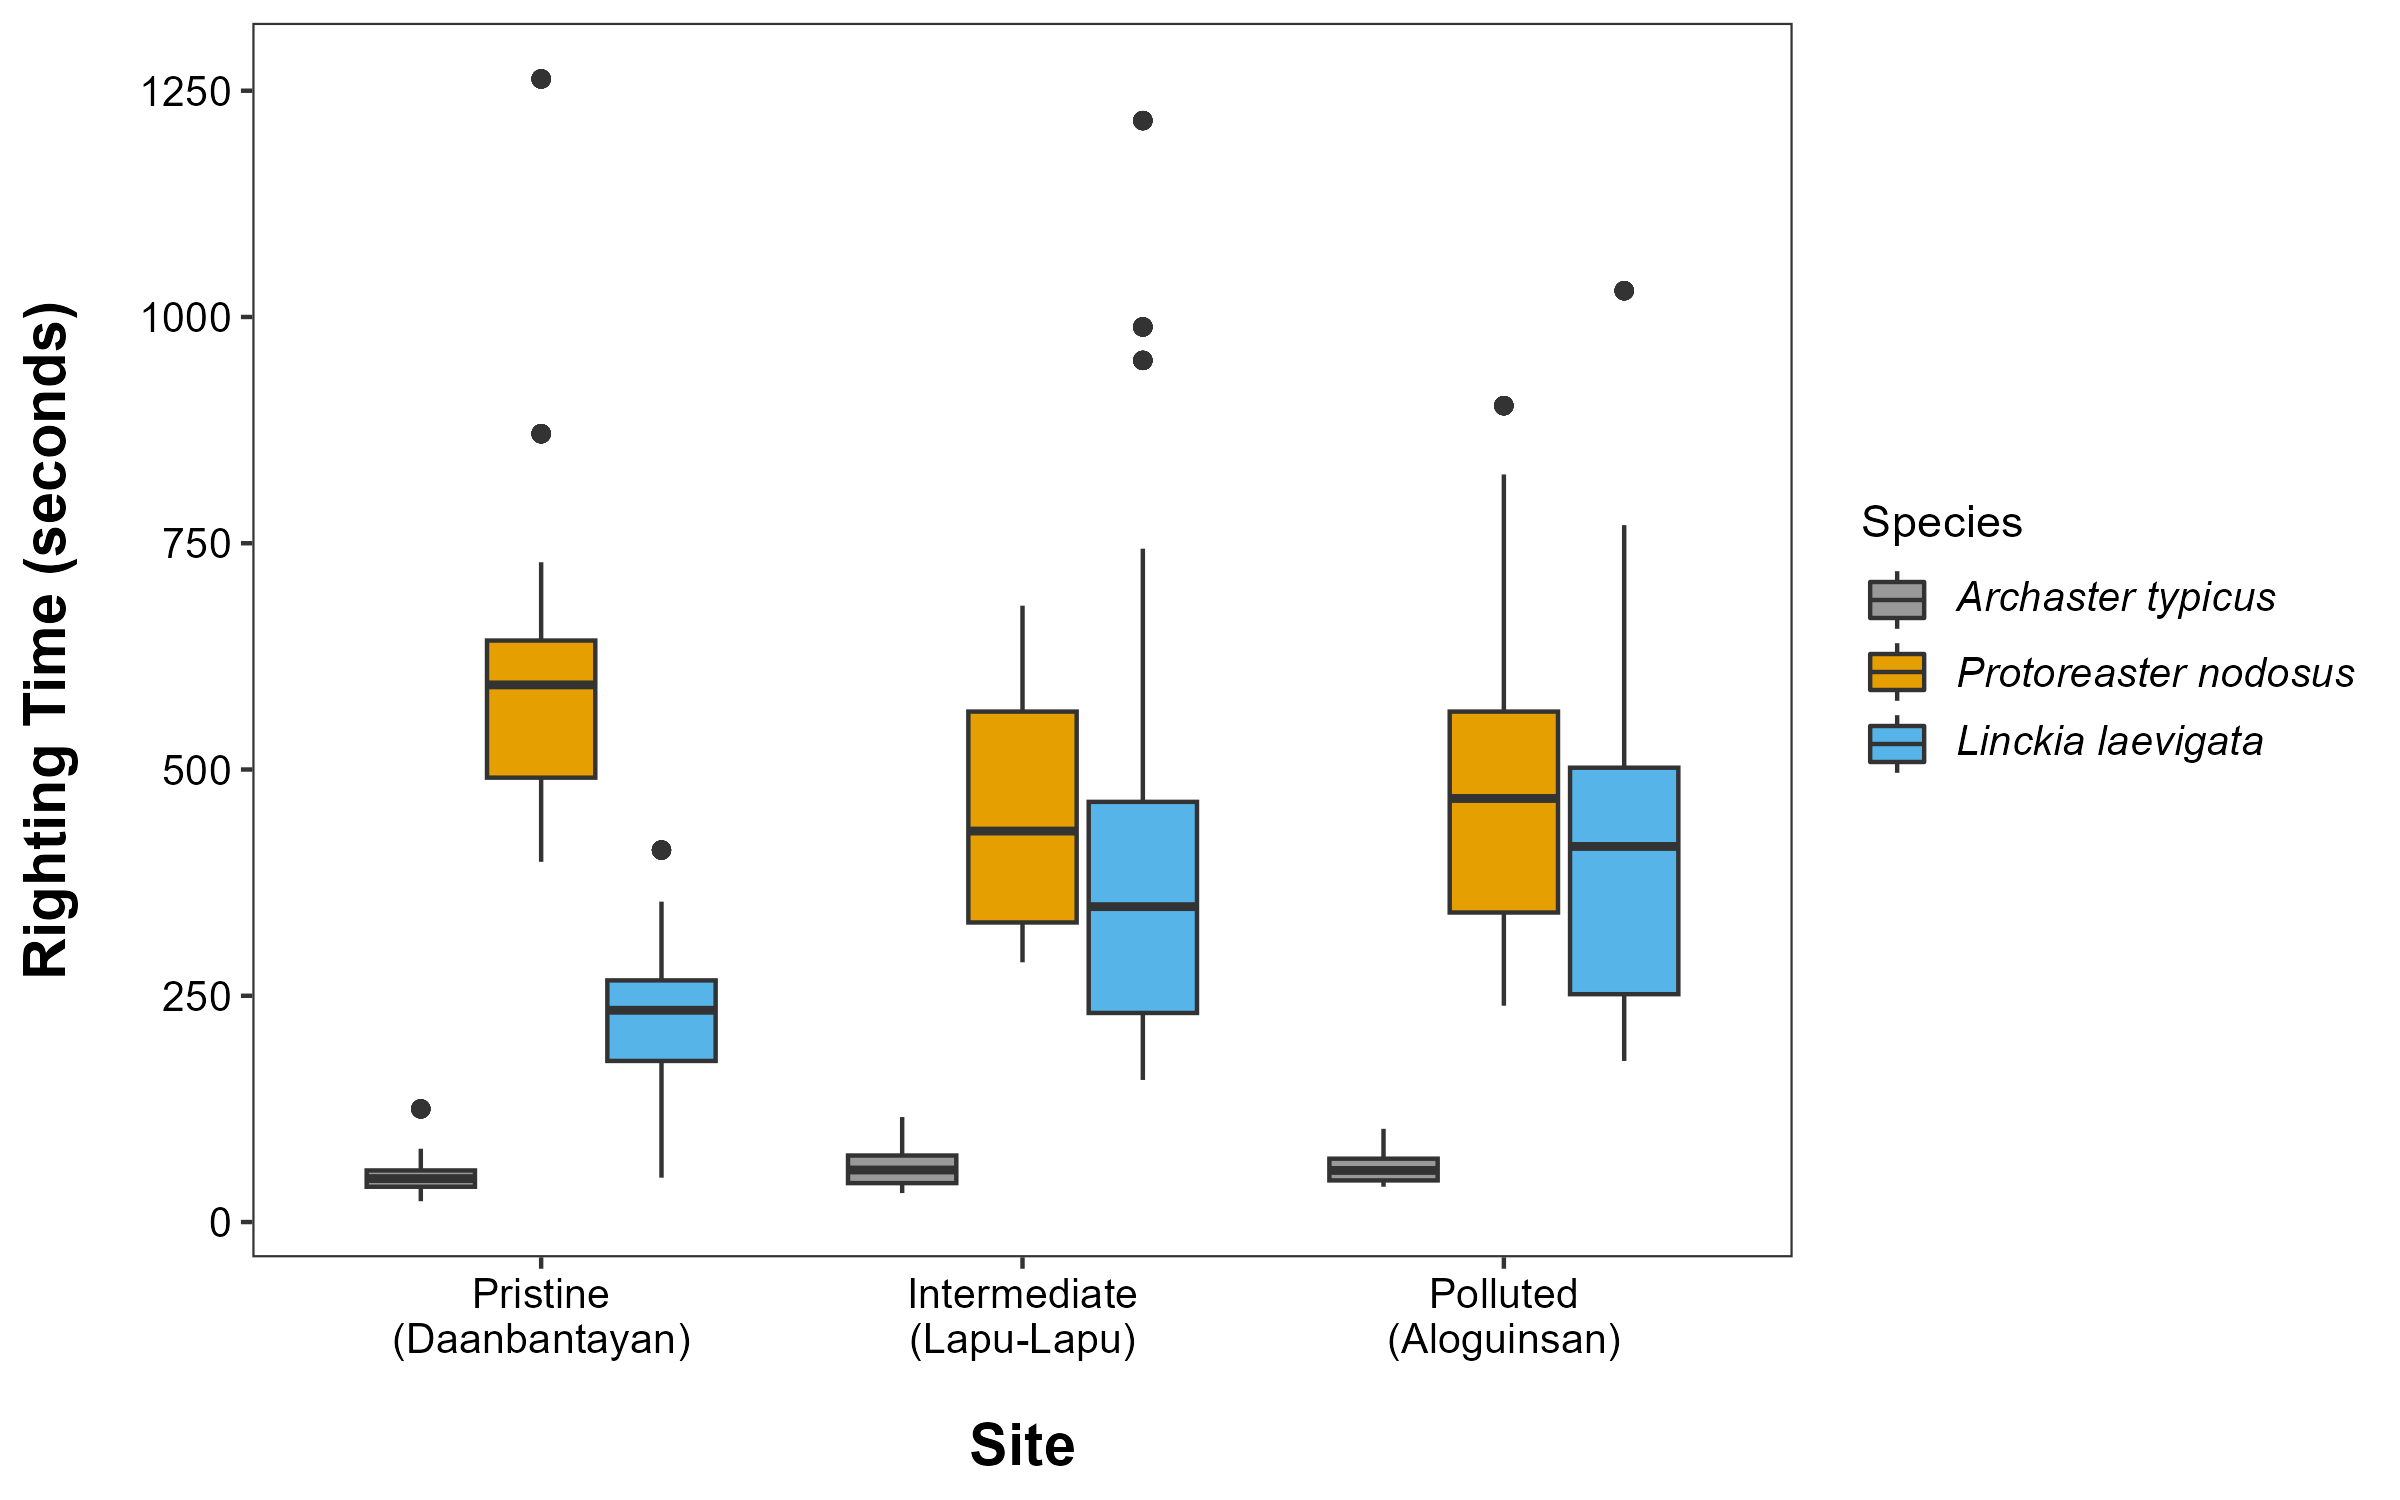 Righting Time (seconds)
1250
1000
750
500
250
0
Pristine
(Daanbantayan)
Intermediate
(Lapu-Lapu)
Polluted
(Aloguinsan)
Site
Species
Archaster typicus
Protoreaster nodosus
Linckia laevigata